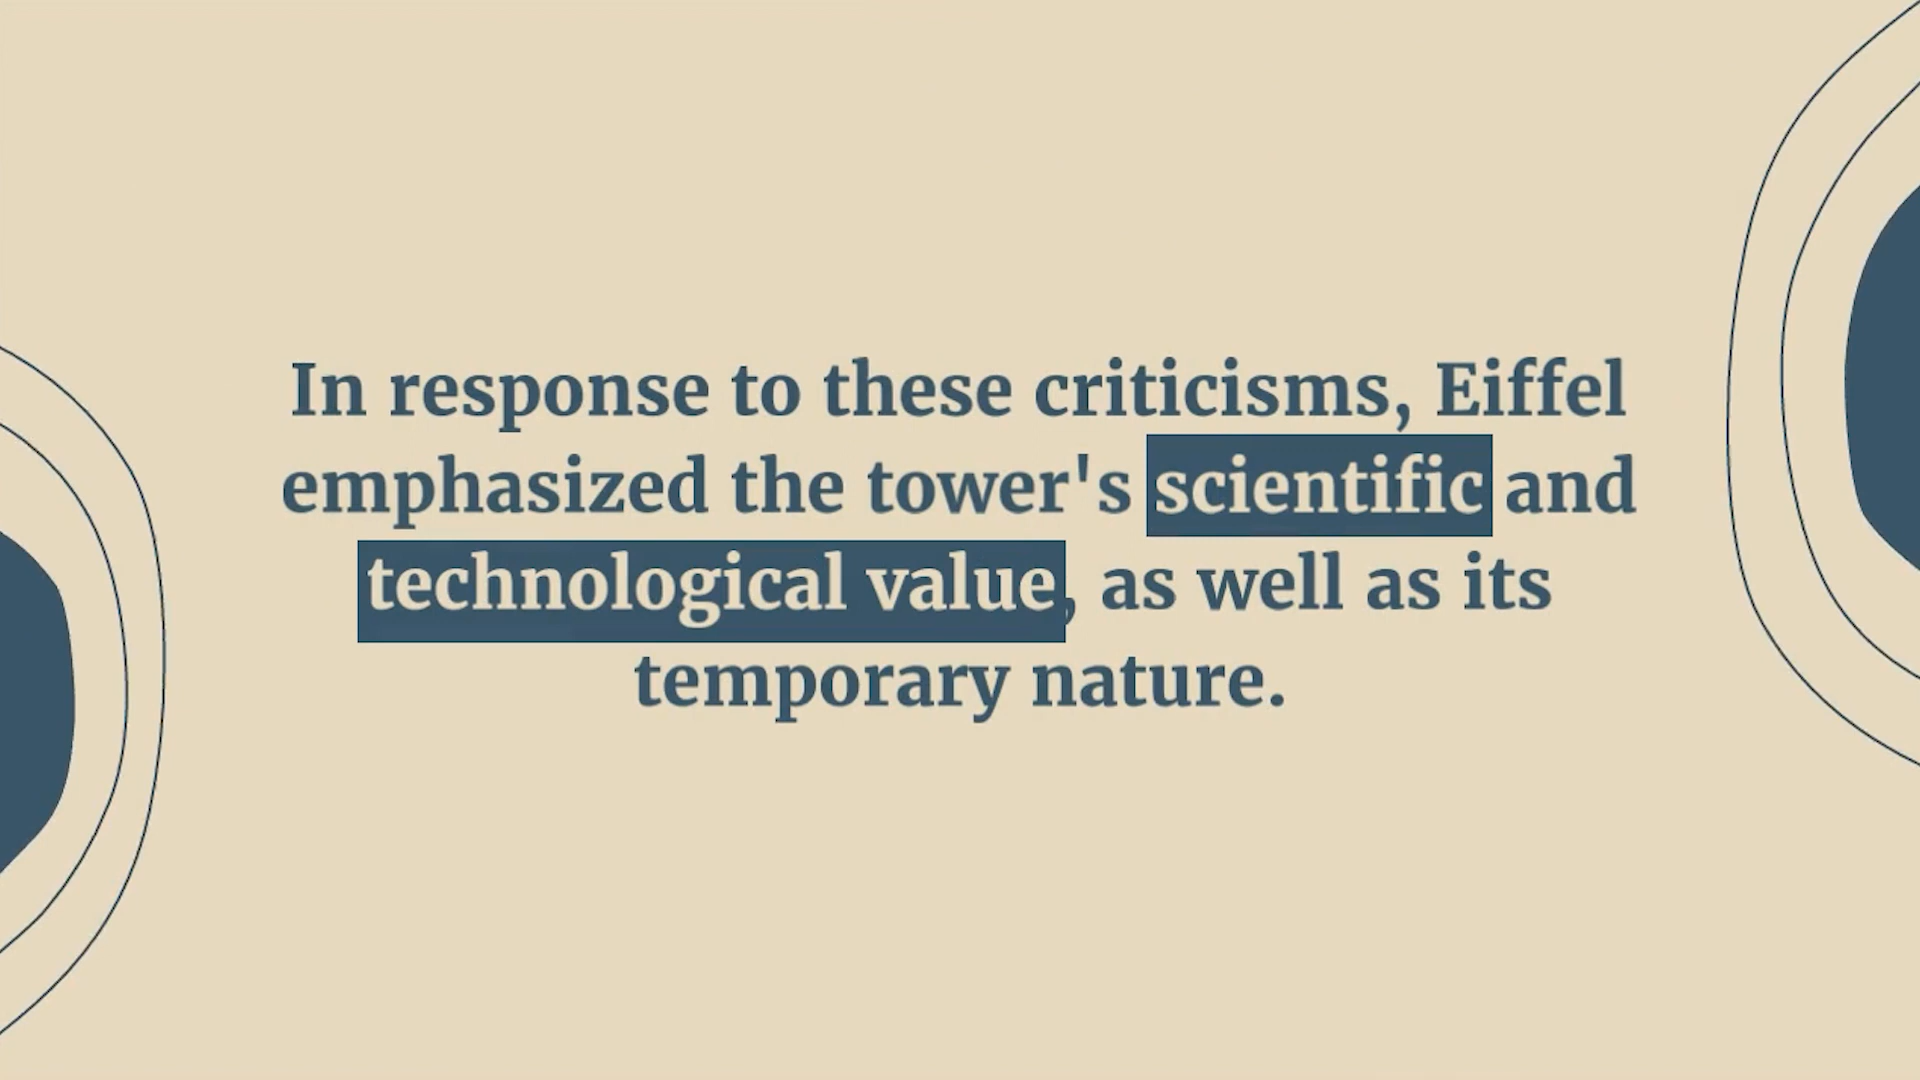 In response to these criticisms, Eiffel
emphasized the tower's scientific and
technological value, as well as its
temporary nature.